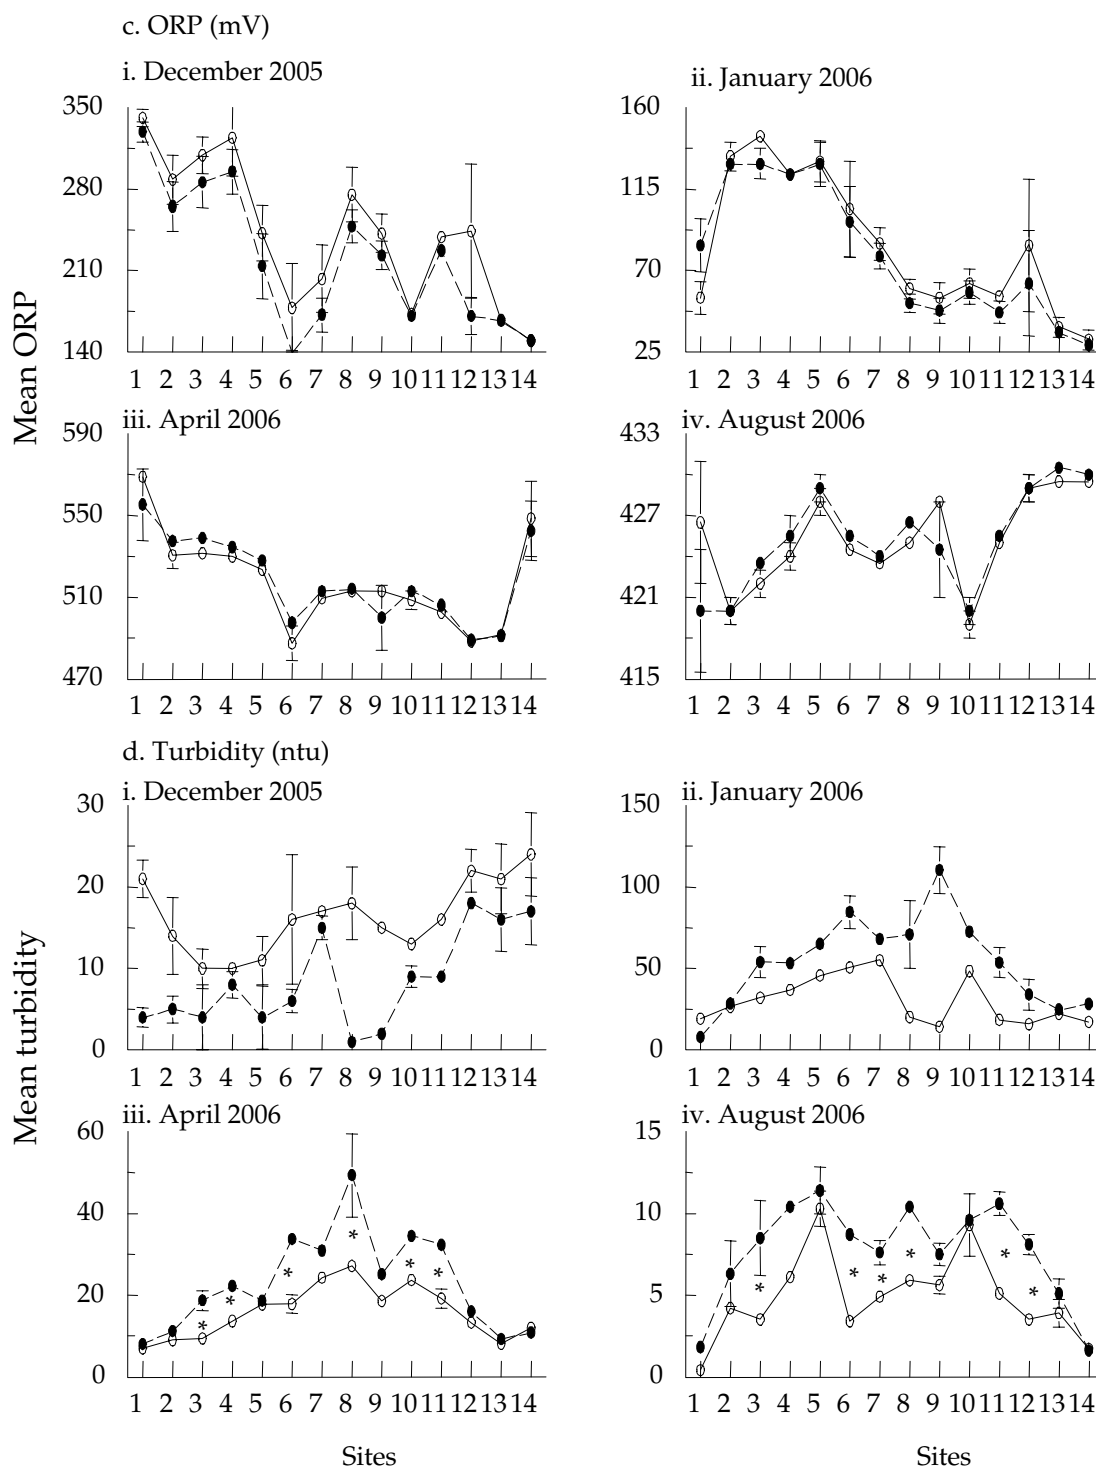 c. ORP (mV)
i. December 2005
ii. January 2006
350
280
210
140
160
115
70
25
1 2 3 4 5 6 7 8 9 10 11 12 13 14
1 2 3 4 5 6 7 8 9 10 11 12 13 14
Mean ORP
iii. April 2006
iv. August 2006
590
550
510
470
433
427
421
415
1 2 3 4 5 6 7 8 9 10 11 12 13 14
1 2 3 4 5 6 7 8 9 10 11 12 13 14
d. Turbidity (ntu)
i. December 2005
ii. January 2006
30
20
10
0
150
100
50
0
1 2 3 4 5 6 7 8 9 10 11 12 13 14
1 2 3 4 5 6 7 8 9 10 11 12 13 14
Mean turbidity
iii. April 2006
iv. August 2006
60
40
20
0
* * * * * *
15
10
5
0
* * * * * *
1 2 3 4 5 6 7 8 9 10 11 12 13 14
1 2 3 4 5 6 7 8 9 10 11 12 13 14
Sites
Sites